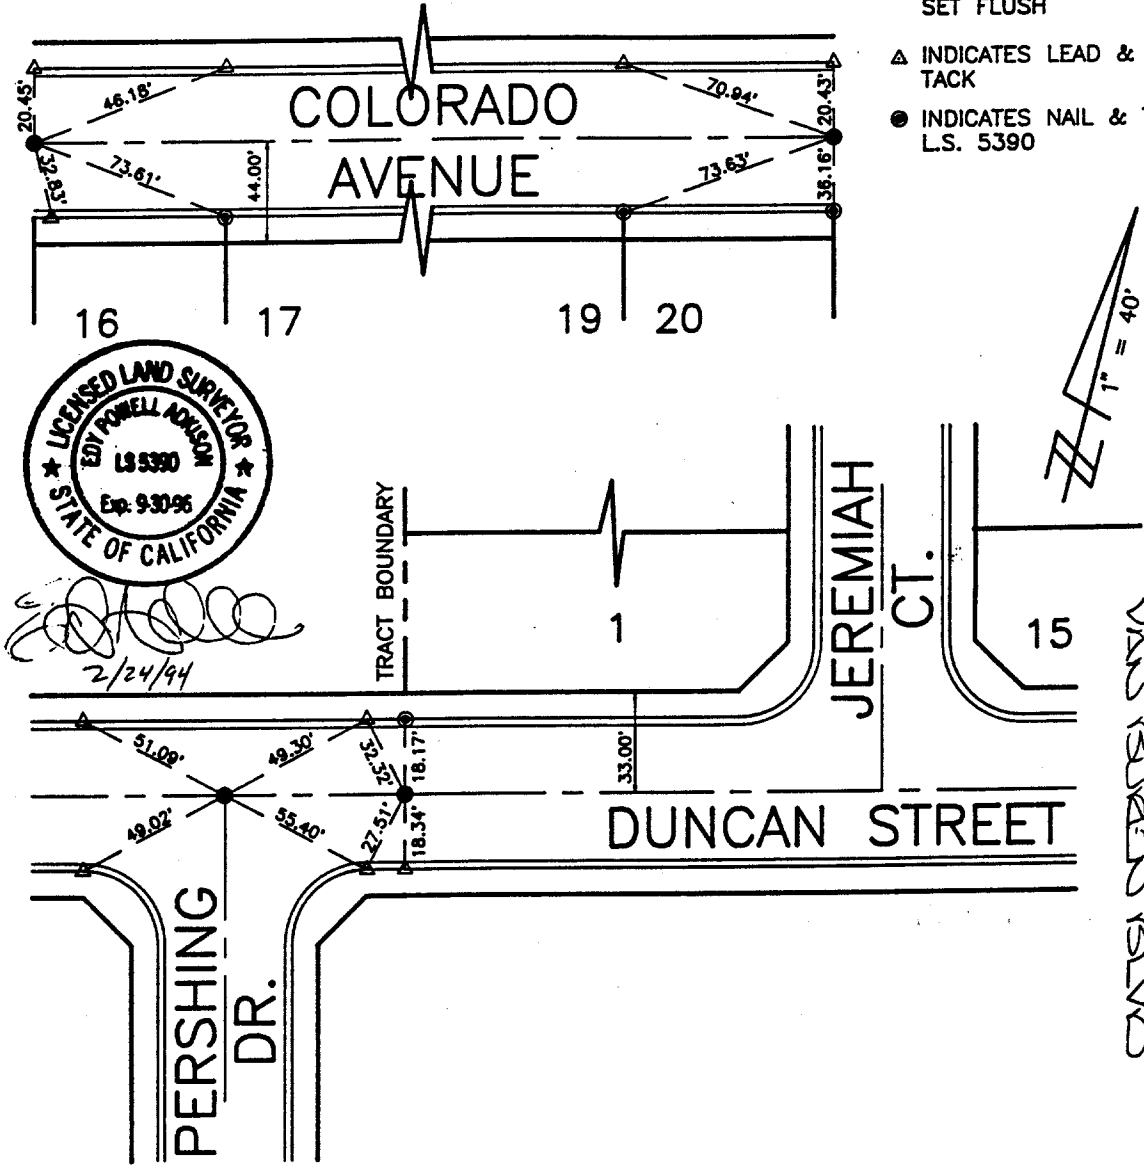 SET FLUSH
INDICATES LEAD &
TACK
INDICATES NAIL &
L.S. 5390
20.45'
46.18'
COLORADO
70.94'
20.43'
32.83'
73.61'
44.00'
AVENUE
73.63'
36.16'
16
17
19
20
1" = 40'
LICENSED LAND SURVEYOR
EDY POWELL ADKISON
LS 5390
Exp: 9-30-96
STATE OF CALIFORNIA
2/24/94
TRACT BOUNDARY
1
JEREMIAH
CT.
15
51.09'
49.30'
32.32'
18.17'
33.00'
49.02'
55.40'
27.51'
18.34'
DUNCAN STREET
PERSHING
DR.